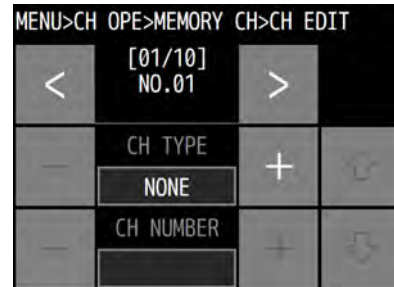 MENU>CH OPE>MEMORY CH>CH EDIT
[01/10]
< NO.01 >
CH TYPE
- NONE +
CH NUMBER
- +